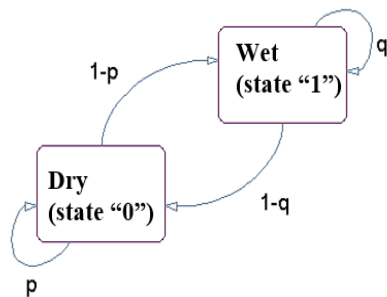 Wet
(state “1”)
q
1-p
Dry
(state “0”)
1-q
p